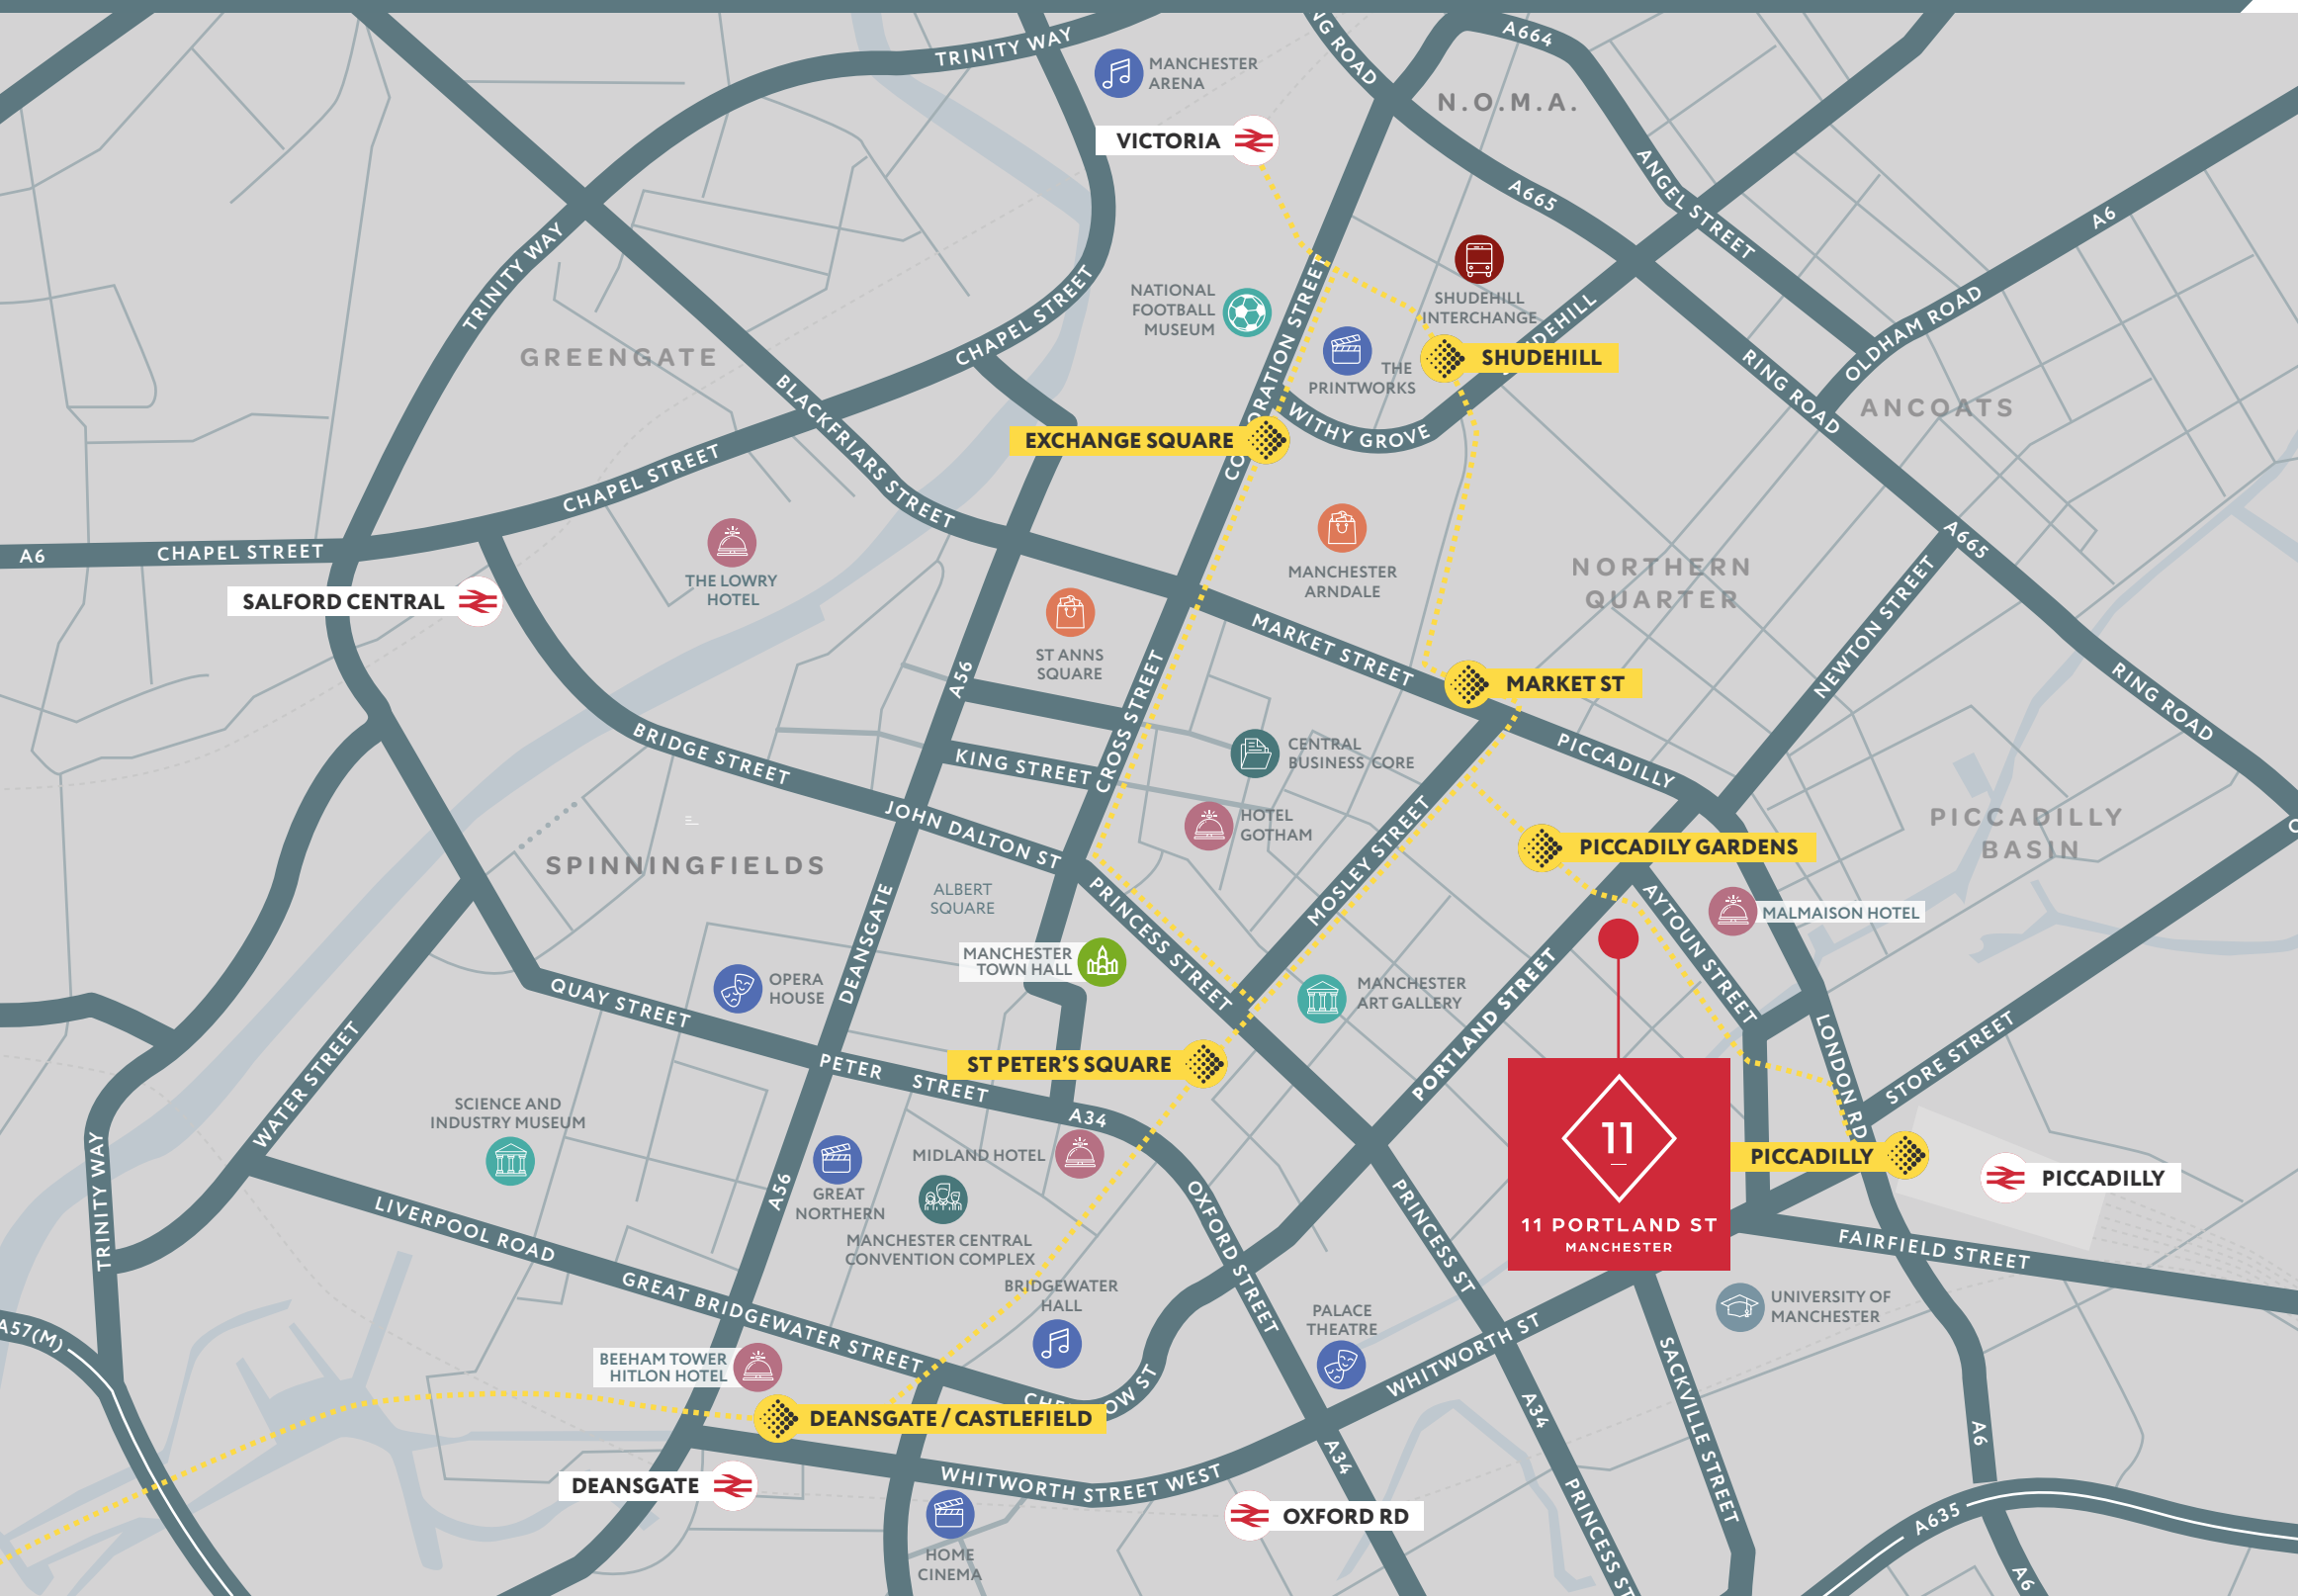 TRINITY WAY
MANCHESTER
ARENA
VICTORIA
RING ROAD
A664
N.O.M.A.
A665
ANGEL STREET
A6
TRINITY WAY
GREENGATE
CHAPEL STREET
NATIONAL
FOOTBALL
MUSEUM
CORPORATION STREET
SHUDEHILL
INTERCHANGE
THE
PRINTWORKS
SHUDEHILL
SHUDEHILL
OLDHAM ROAD
RING ROAD
ANCOATS
BLACKFRIARS STREET
EXCHANGE SQUARE
WITHY GROVE
CHAPEL STREET
A6
CHAPEL STREET
THE LOWRY
HOTEL
SALFORD CENTRAL
MANCHESTER
ARNDALE
NORTHERN
QUARTER
A665
NEWTON STREET
ST ANNS
SQUARE
MARKET STREET
A56
MARKET ST
RING ROAD
BRIDGE STREET
KING STREET
CROSS STREET
CENTRAL
BUSINESS CORE
PICCADILLY
HOTEL
GOTHAM
PICCADILLY
BASIN
JOHN DALTON ST
SPINNINGFIELDS
ALBERT
SQUARE
MOSLEY STREET
PICCADILY GARDENS
DEANSGATE
PRINCESS STREET
AYTOUN STREET
MALMAISON HOTEL
MANCHESTER
TOWN HALL
OPERA
HOUSE
QUAY STREET
MANCHESTER
ART GALLERY
PORTLAND STREET
LONDON RD
STORE STREET
WATER STREET
PETER STREET
ST PETER'S SQUARE
A34
SCIENCE AND
INDUSTRY MUSEUM
MIDLAND HOTEL
GREAT
NORTHERN
MANCHESTER CENTRAL
CONVENTION COMPLEX
A56
OXFORD STREET
PRINCESS ST
11
11 PORTLAND ST
MANCHESTER
PICCADILLY
PICCADILLY
TRINITY WAY
LIVERPOOL ROAD
FAIRFIELD STREET
GREAT BRIDGEWATER STREET
BRIDGEWATER
HALL
PALACE
THEATRE
UNIVERSITY OF
MANCHESTER
A57(M)
BEEHAM TOWER
HITLON HOTEL
WHITWORTH ST
SACKVILLE STREET
DEANSGATE / CASTLEFIELD
A34
A34
A6
DEANSGATE
WHITWORTH STREET WEST
OXFORD RD
PRINCESS ST
A635
HOME
CINEMA
A6